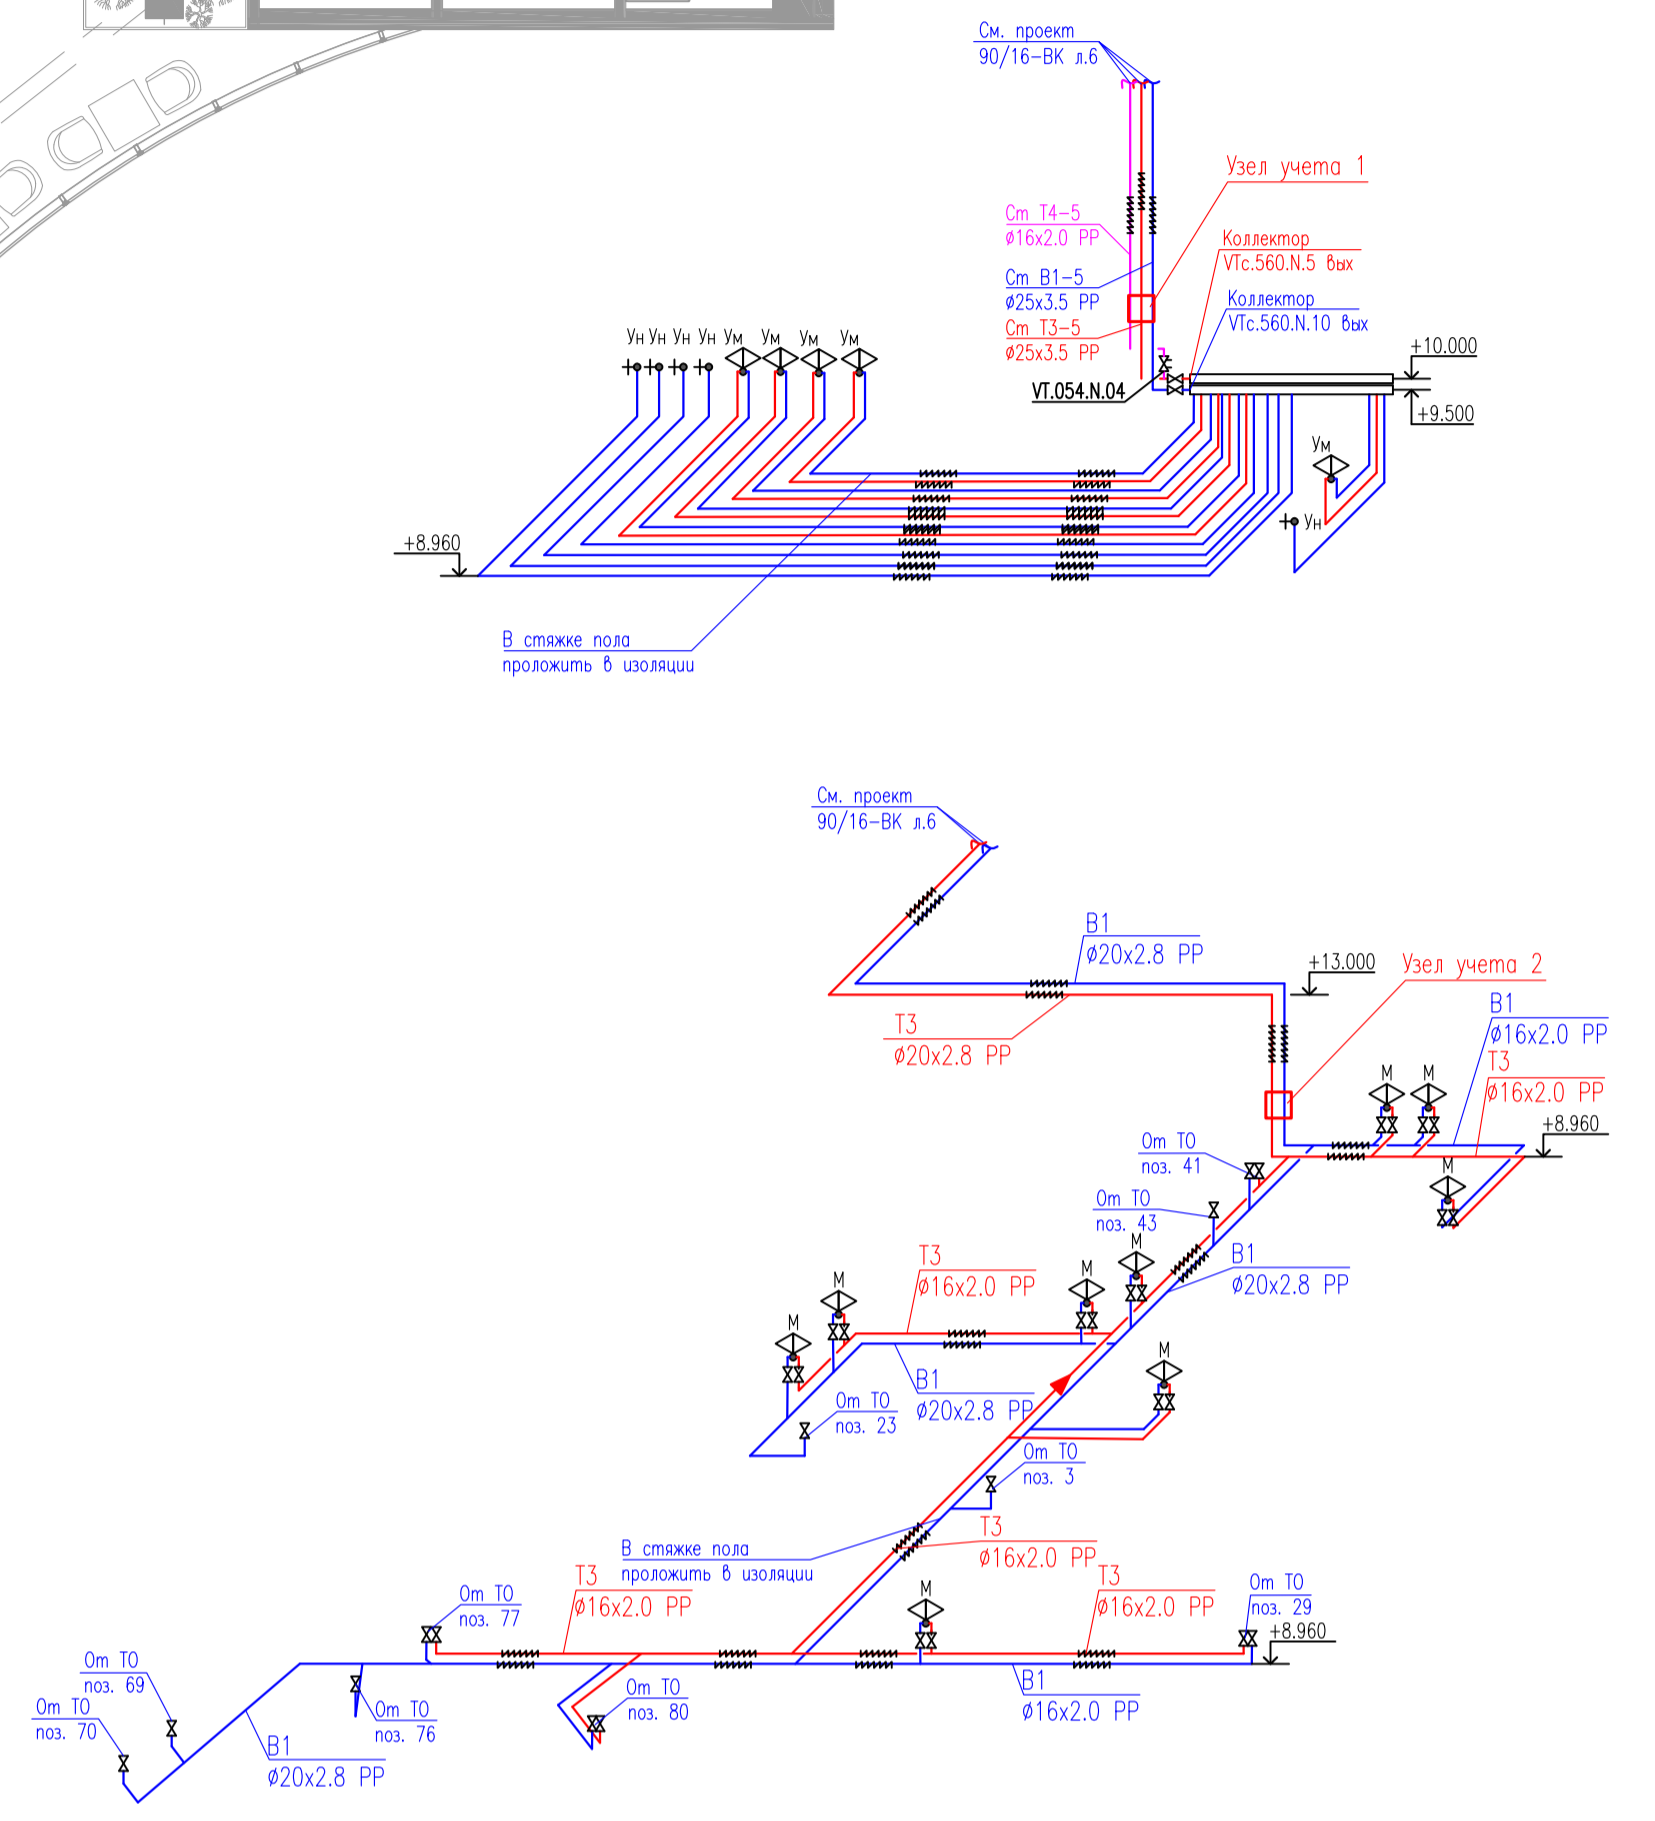 См. проект
90/16-ВК л.6
Узел учета 1
Ст Т4-5
ø16х2.0 РР
Коллектор
VTc.560.N.5 вых
Ст В1-5
ø25х3.5 РР
Коллектор
VTc.560.N.10 вых
Ст Т3-5
ø25х3.5 РР
Ун Ун Ун Ун Ум Ум Ум Ум
+10.000
VT.054.N.04
+9.500
Ум
Ун
+8.960
В стяжке пола
проложить в изоляции
См. проект
90/16-ВК л.6
В1
ø20х2.8 РР
+13.000
Узел учета 2
Т3
ø20х2.8 РР
В1
ø16х2.0 РР
Т3
ø16х2.0 РР
М М
+8.960
От ТО
поз. 41
М
От ТО
поз. 43
М
Т3
ø16х2.0 РР
В1
ø20х2.8 РР
М
М
М
М
В1
ø20х2.8 РР
От ТО
поз. 23
От ТО
поз. 3
Т3
ø16х2.0 РР
В стяжке пола
проложить в изоляции
Т3
ø16х2.0 РР
Т3
ø16х2.0 РР
М
От ТО
поз. 77
От ТО
поз. 29
+8.960
От ТО
поз. 69
От ТО
поз. 70
От ТО
поз. 76
От ТО
поз. 80
В1
ø16х2.0 РР
В1
ø20х2.8 РР